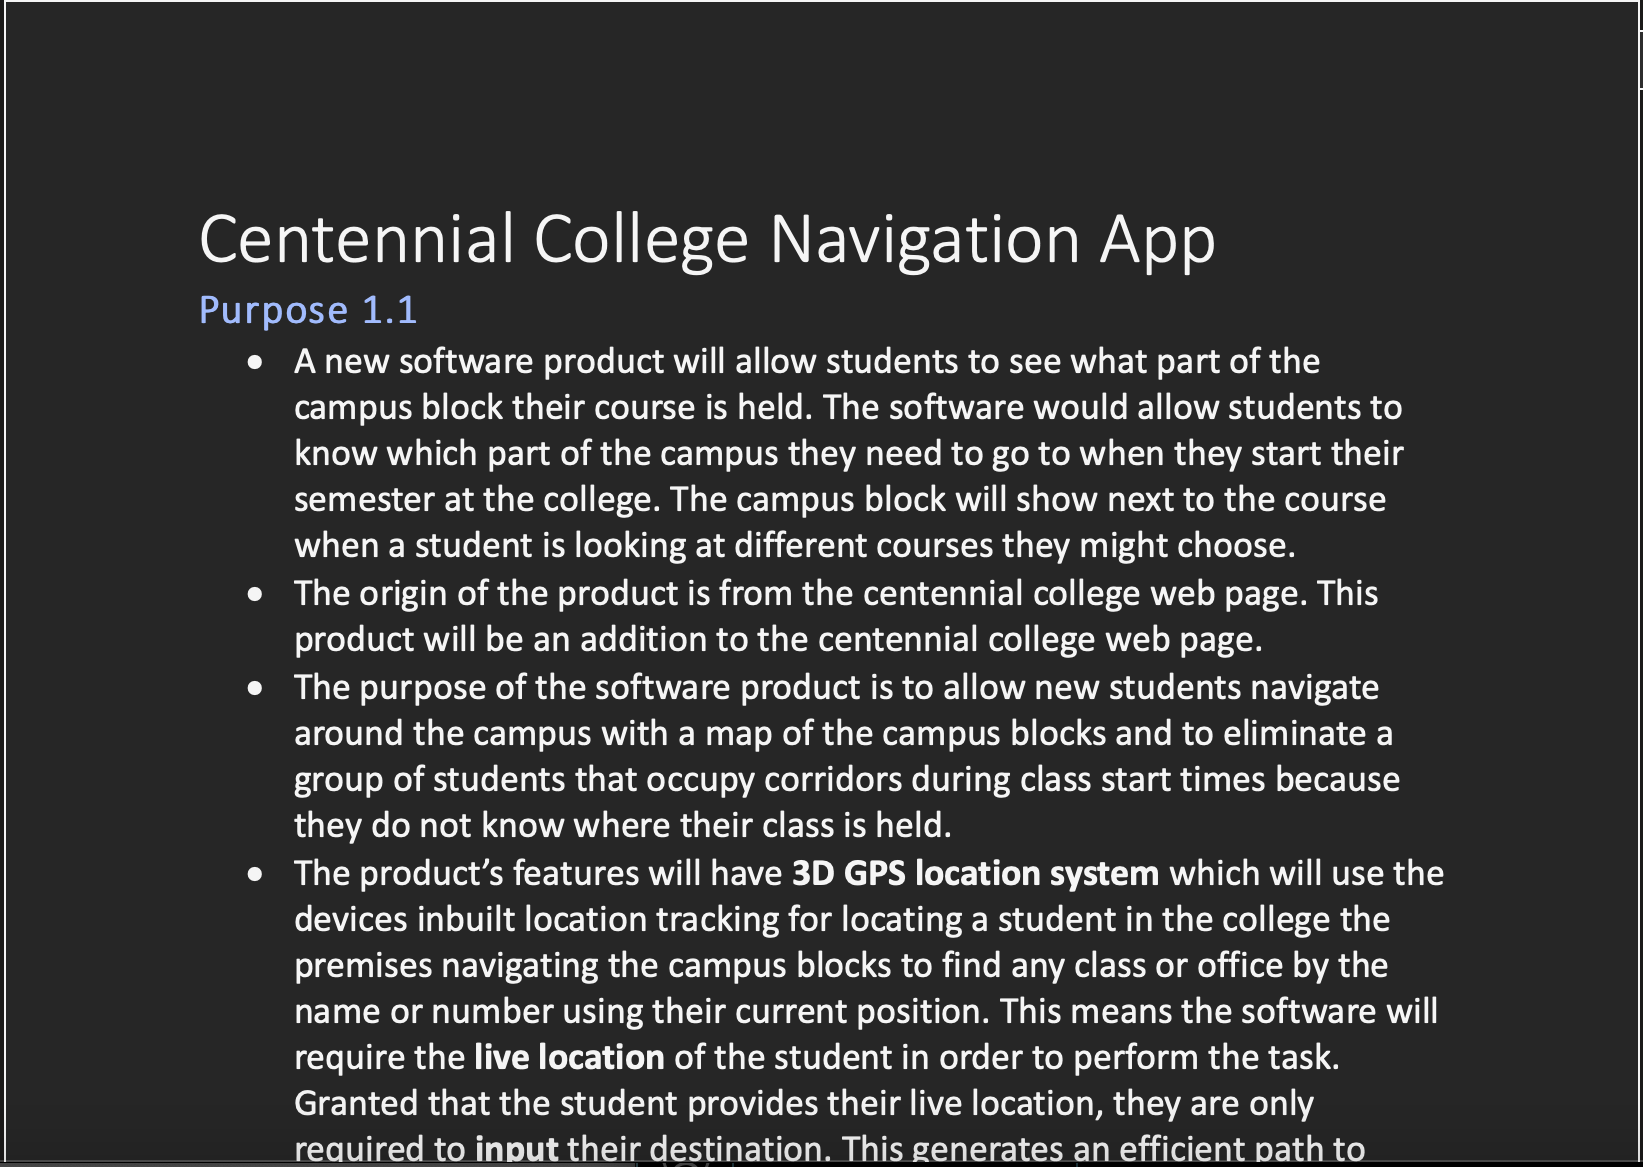 Centennial College Navigation App
Purpose 1.1
• A new software product will allow students to see what part of the
campus block their course is held. The software would allow students to
know which part of the campus they need to go to when they start their
semester at the college. The campus block will show next to the course
when a student is looking at different courses they might choose.
• The origin of the product is from the centennial college web page. This
product will be an addition to the centennial college web page.
• The purpose of the software product is to allow new students navigate
around the campus with a map of the campus blocks and to eliminate a
group of students that occupy corridors during class start times because
they do not know where their class is held.
• The product’s features will have 3D GPS location system which will use the
devices inbuilt location tracking for locating a student in the college the
premises navigating the campus blocks to find any class or office by the
name or number using their current position. This means the software will
require the live location of the student in order to perform the task.
Granted that the student provides their live location, they are only
required to input their destination. This generates an efficient path to